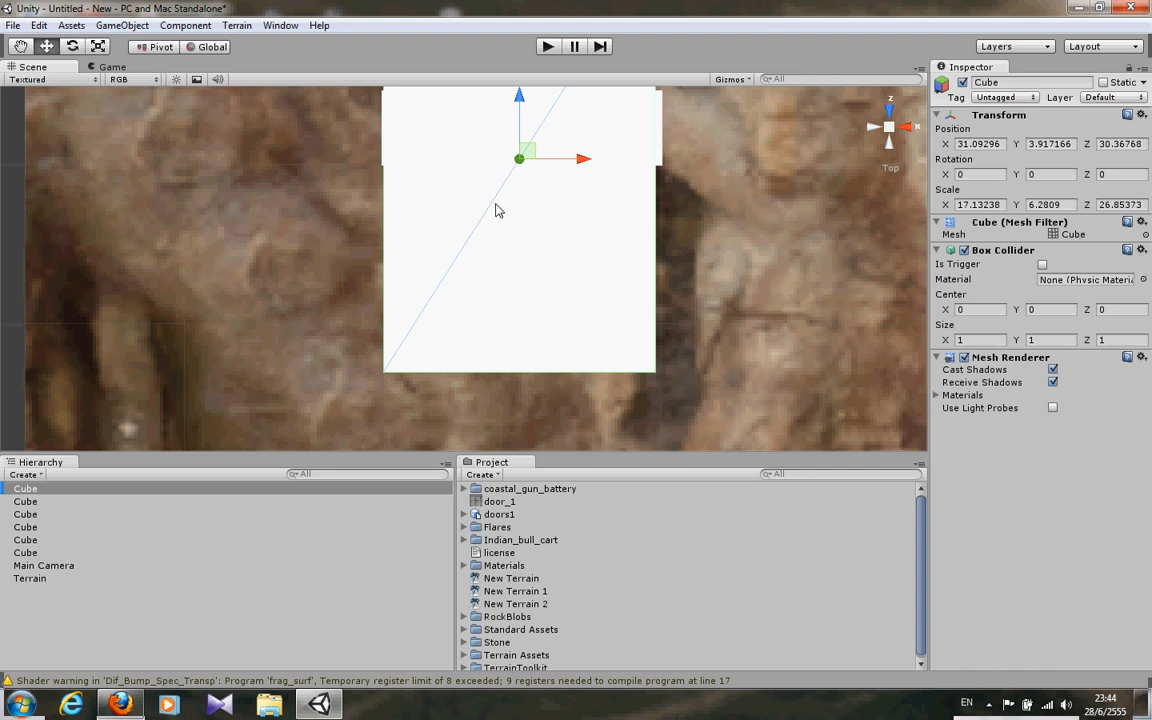 Unity - Untitled - New - PC and Mac Standalone*
File Edit Assets GameObject Component Terrain Window Help
Pivot Global Layers Layout
Scene Game
Textured RGB Gizmos All
Inspector
Cube Static
Tag Untagged Layer Default
Transform
Position
X 31.09296 Y 3.917166 Z 30.36768
Rotation
X 0 Y 0 Z 0
Scale
X 17.13238 Y 6.2809 Z 26.85373
Cube (Mesh Filter)
Mesh Cube
Box Collider
Is Trigger
Material None (Physic Materia
Center
X 0 Y 0 Z 0
Size
X 1 Y 1 Z 1
Mesh Renderer
Cast Shadows
Receive Shadows
Materials
Use Light Probes
z
x
Top
Hierarchy
Create All
Cube
Cube
Cube
Cube
Cube
Cube
Main Camera
Terrain
Project
Create All
coastal_gun_battery
door_1
doors1
Flares
Indian_bull_cart
license
Materials
New Terrain
New Terrain 1
New Terrain 2
RockBlobs
Standard Assets
Stone
Terrain Assets
TerrainToolkit
Shader warning in 'Dif_Bump_Spec_Transp': Program 'frag_surf', Temporary register limit of 8 exceeded; 9 registers needed to compile program at line 17
EN
23:44
28/6/2555